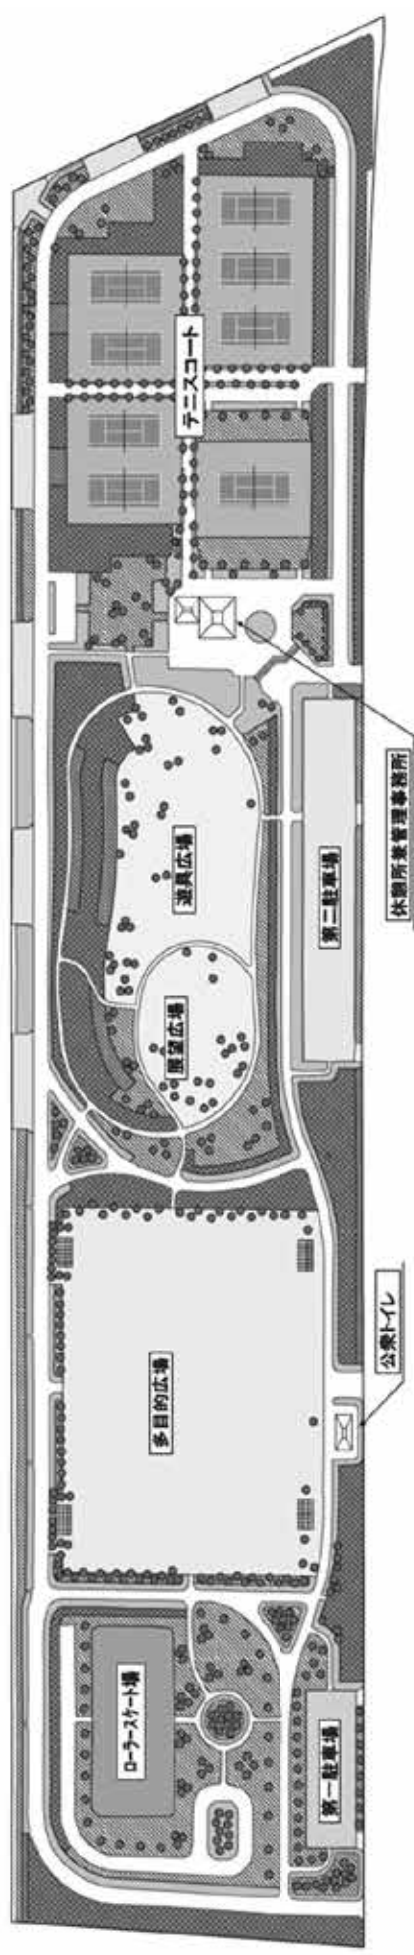 テニスコート
休憩所兼管理事務所
遊具広場
第二駐車場
展望広場
多目的広場
公衆トイレ
ローラースケート場
第一駐車場